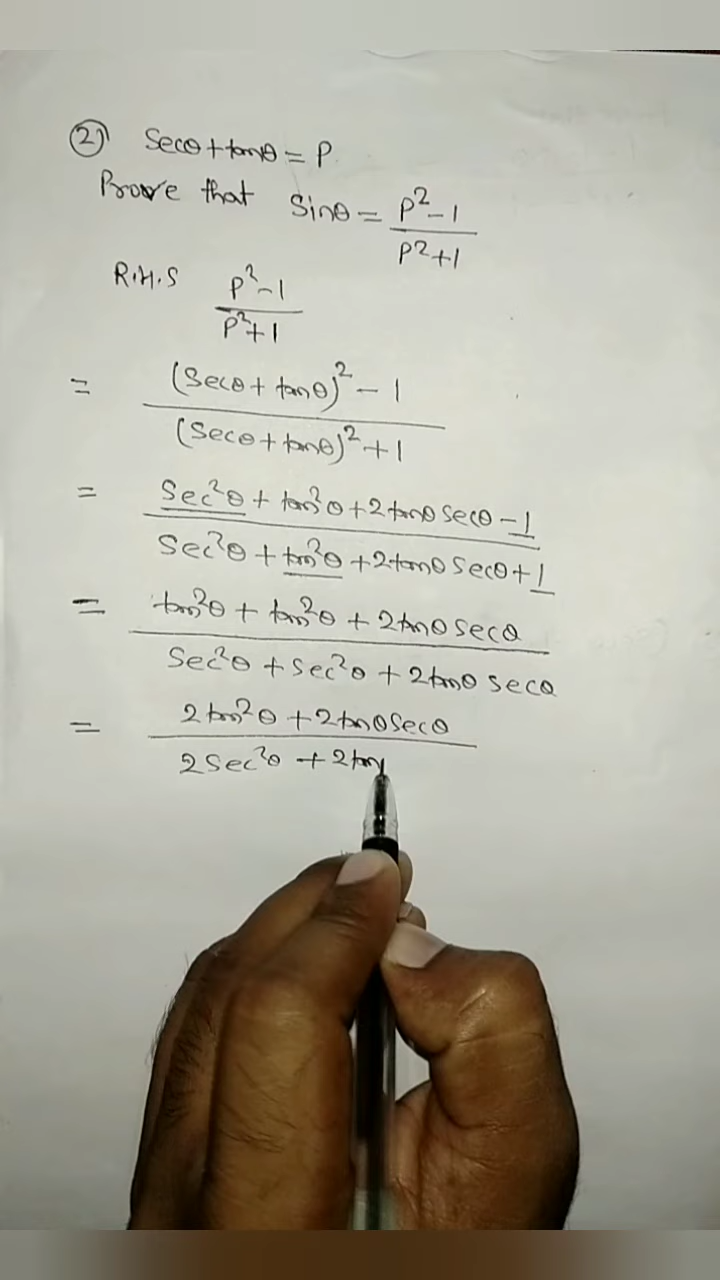 2) Secθ + tanθ = P
Prove that Sinθ = P² - 1 / P² + 1
R.H.S P² - 1 / P² + 1
= (Secθ + tanθ)² - 1 / (Secθ + tanθ)² + 1
= Sec²θ + tan²θ + 2tanθ secθ - 1 / Sec²θ + tan²θ + 2tanθ secθ + 1
= tan²θ + tan²θ + 2tanθ secθ / Sec²θ + sec²θ + 2tanθ secθ
= 2tan²θ + 2tanθ secθ / 2Sec²θ + 2tan